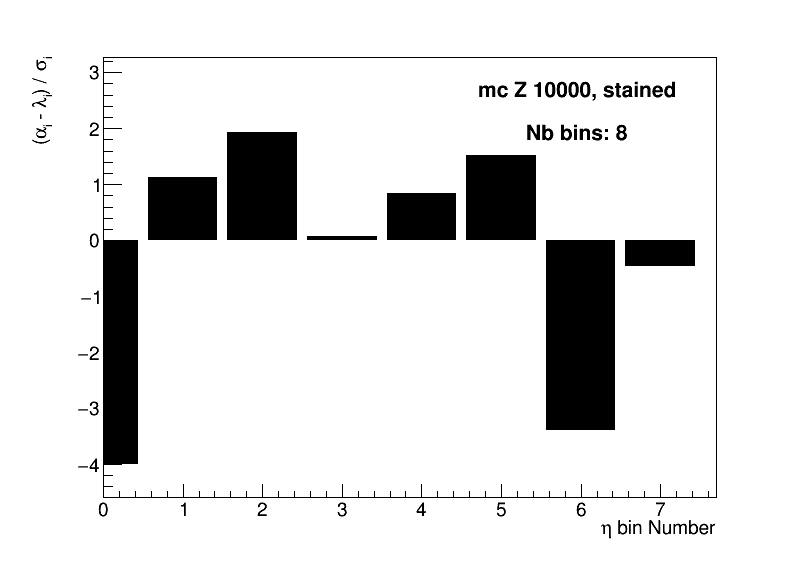 (αi - λi) / σi
mc Z 10000, stained
Nb bins: 8
3
2
1
0
−1
−2
−3
−4
0 1 2 3 4 5 6 7
η bin Number